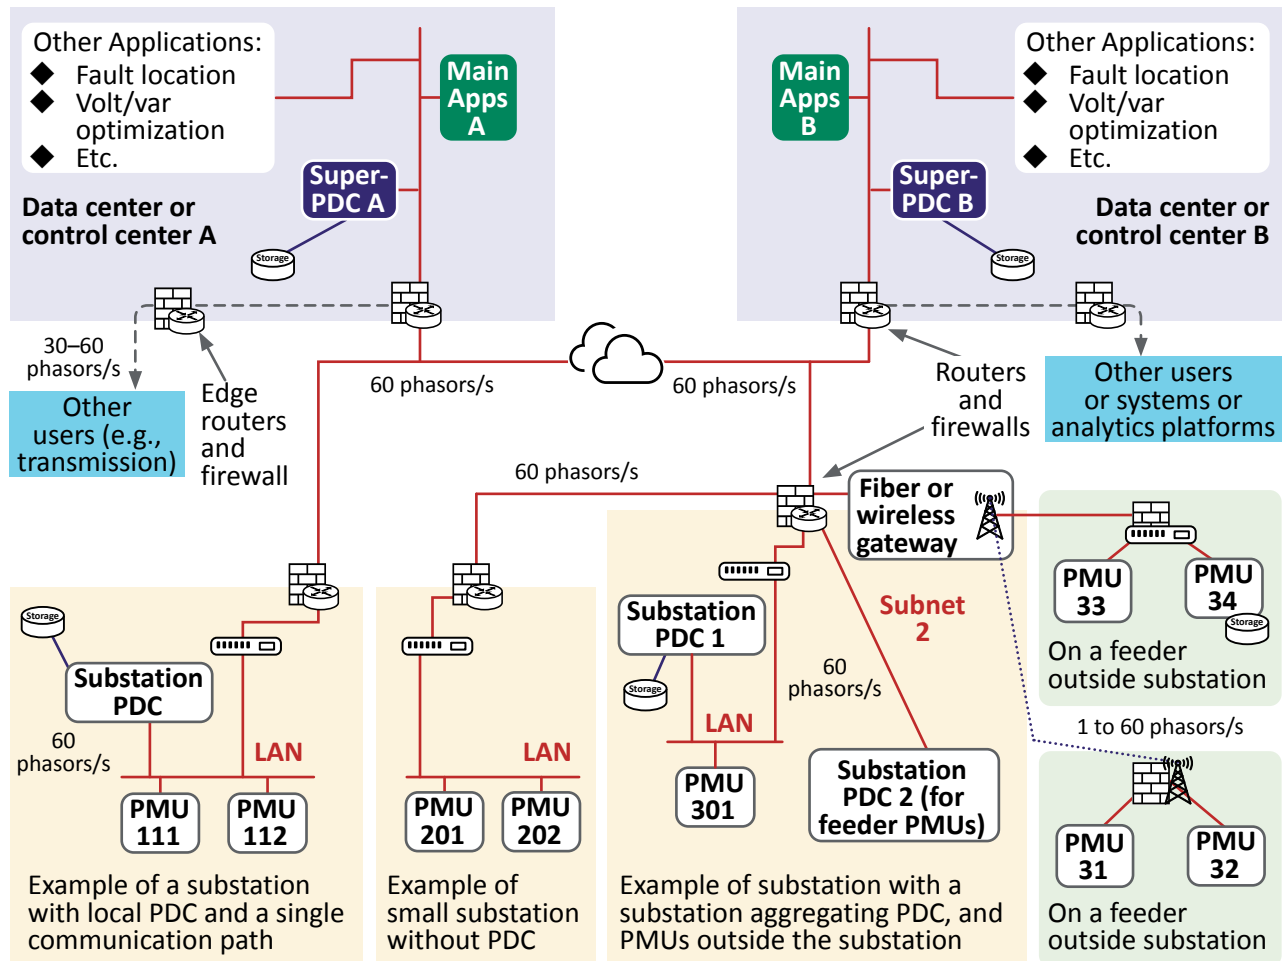 Other Applications:
◆ Fault location
◆ Volt/var
optimization
◆ Etc.
Main
Apps
A
Super-
PDC A
Storage
Data center or
control center A
Main
Apps
B
Other Applications:
◆ Fault location
◆ Volt/var
optimization
◆ Etc.
Super-
PDC B
Storage
Data center or
control center B
30–60
phasors/s
Other
users (e.g.,
transmission)
Edge
routers
and
firewall
60 phasors/s
60 phasors/s
Routers
and
firewalls
Other users
or systems or
analytics platforms
60 phasors/s
Fiber or
wireless
gateway
Storage
Substation
PDC
60
phasors/s
LAN
PMU
111
PMU
112
Example of a substation
with local PDC and a single
communication path
LAN
PMU
201
PMU
202
Example of
small substation
without PDC
Substation
PDC 1
Storage
LAN
PMU
301
60
phasors/s
Subnet
2
Substation
PDC 2 (for
feeder PMUs)
Example of substation with a
substation aggregating PDC, and
PMUs outside the substation
PMU
33
PMU
34
Storage
On a feeder
outside substation
1 to 60 phasors/s
PMU
31
PMU
32
On a feeder
outside substation